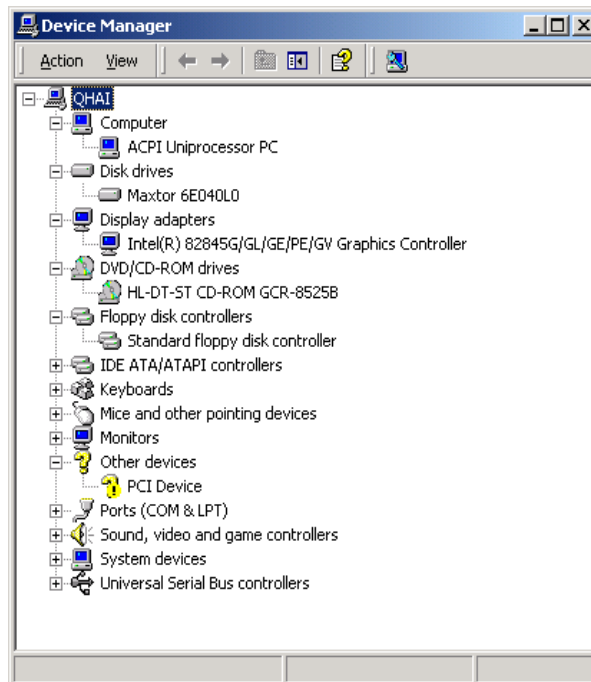 Device Manager
Action View
QHAI
Computer
ACPI Uniprocessor PC
Disk drives
Maxtor 6E040L0
Display adapters
Intel(R) 82845G/GL/GE/PE/GV Graphics Controller
DVD/CD-ROM drives
HL-DT-ST CD-ROM GCR-8525B
Floppy disk controllers
Standard floppy disk controller
IDE ATA/ATAPI controllers
Keyboards
Mice and other pointing devices
Monitors
Other devices
PCI Device
Ports (COM & LPT)
Sound, video and game controllers
System devices
Universal Serial Bus controllers